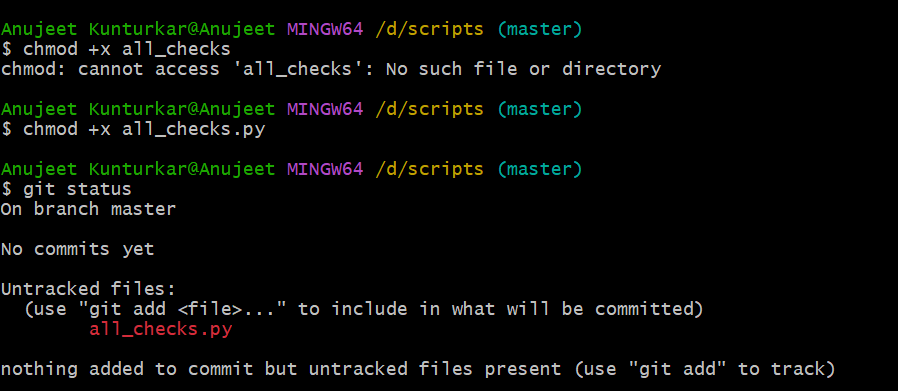 Anujeet Kunturkar@Anujeet MINGW64 /d/scripts (master)
$ chmod +x all_checks
chmod: cannot access 'all_checks': No such file or directory
Anujeet Kunturkar@Anujeet MINGW64 /d/scripts (master)
$ chmod +x all_checks.py
Anujeet Kunturkar@Anujeet MINGW64 /d/scripts (master)
$ git status
On branch master
No commits yet
Untracked files:
(use "git add <file>..." to include in what will be committed)
all_checks.py
nothing added to commit but untracked files present (use "git add" to track)